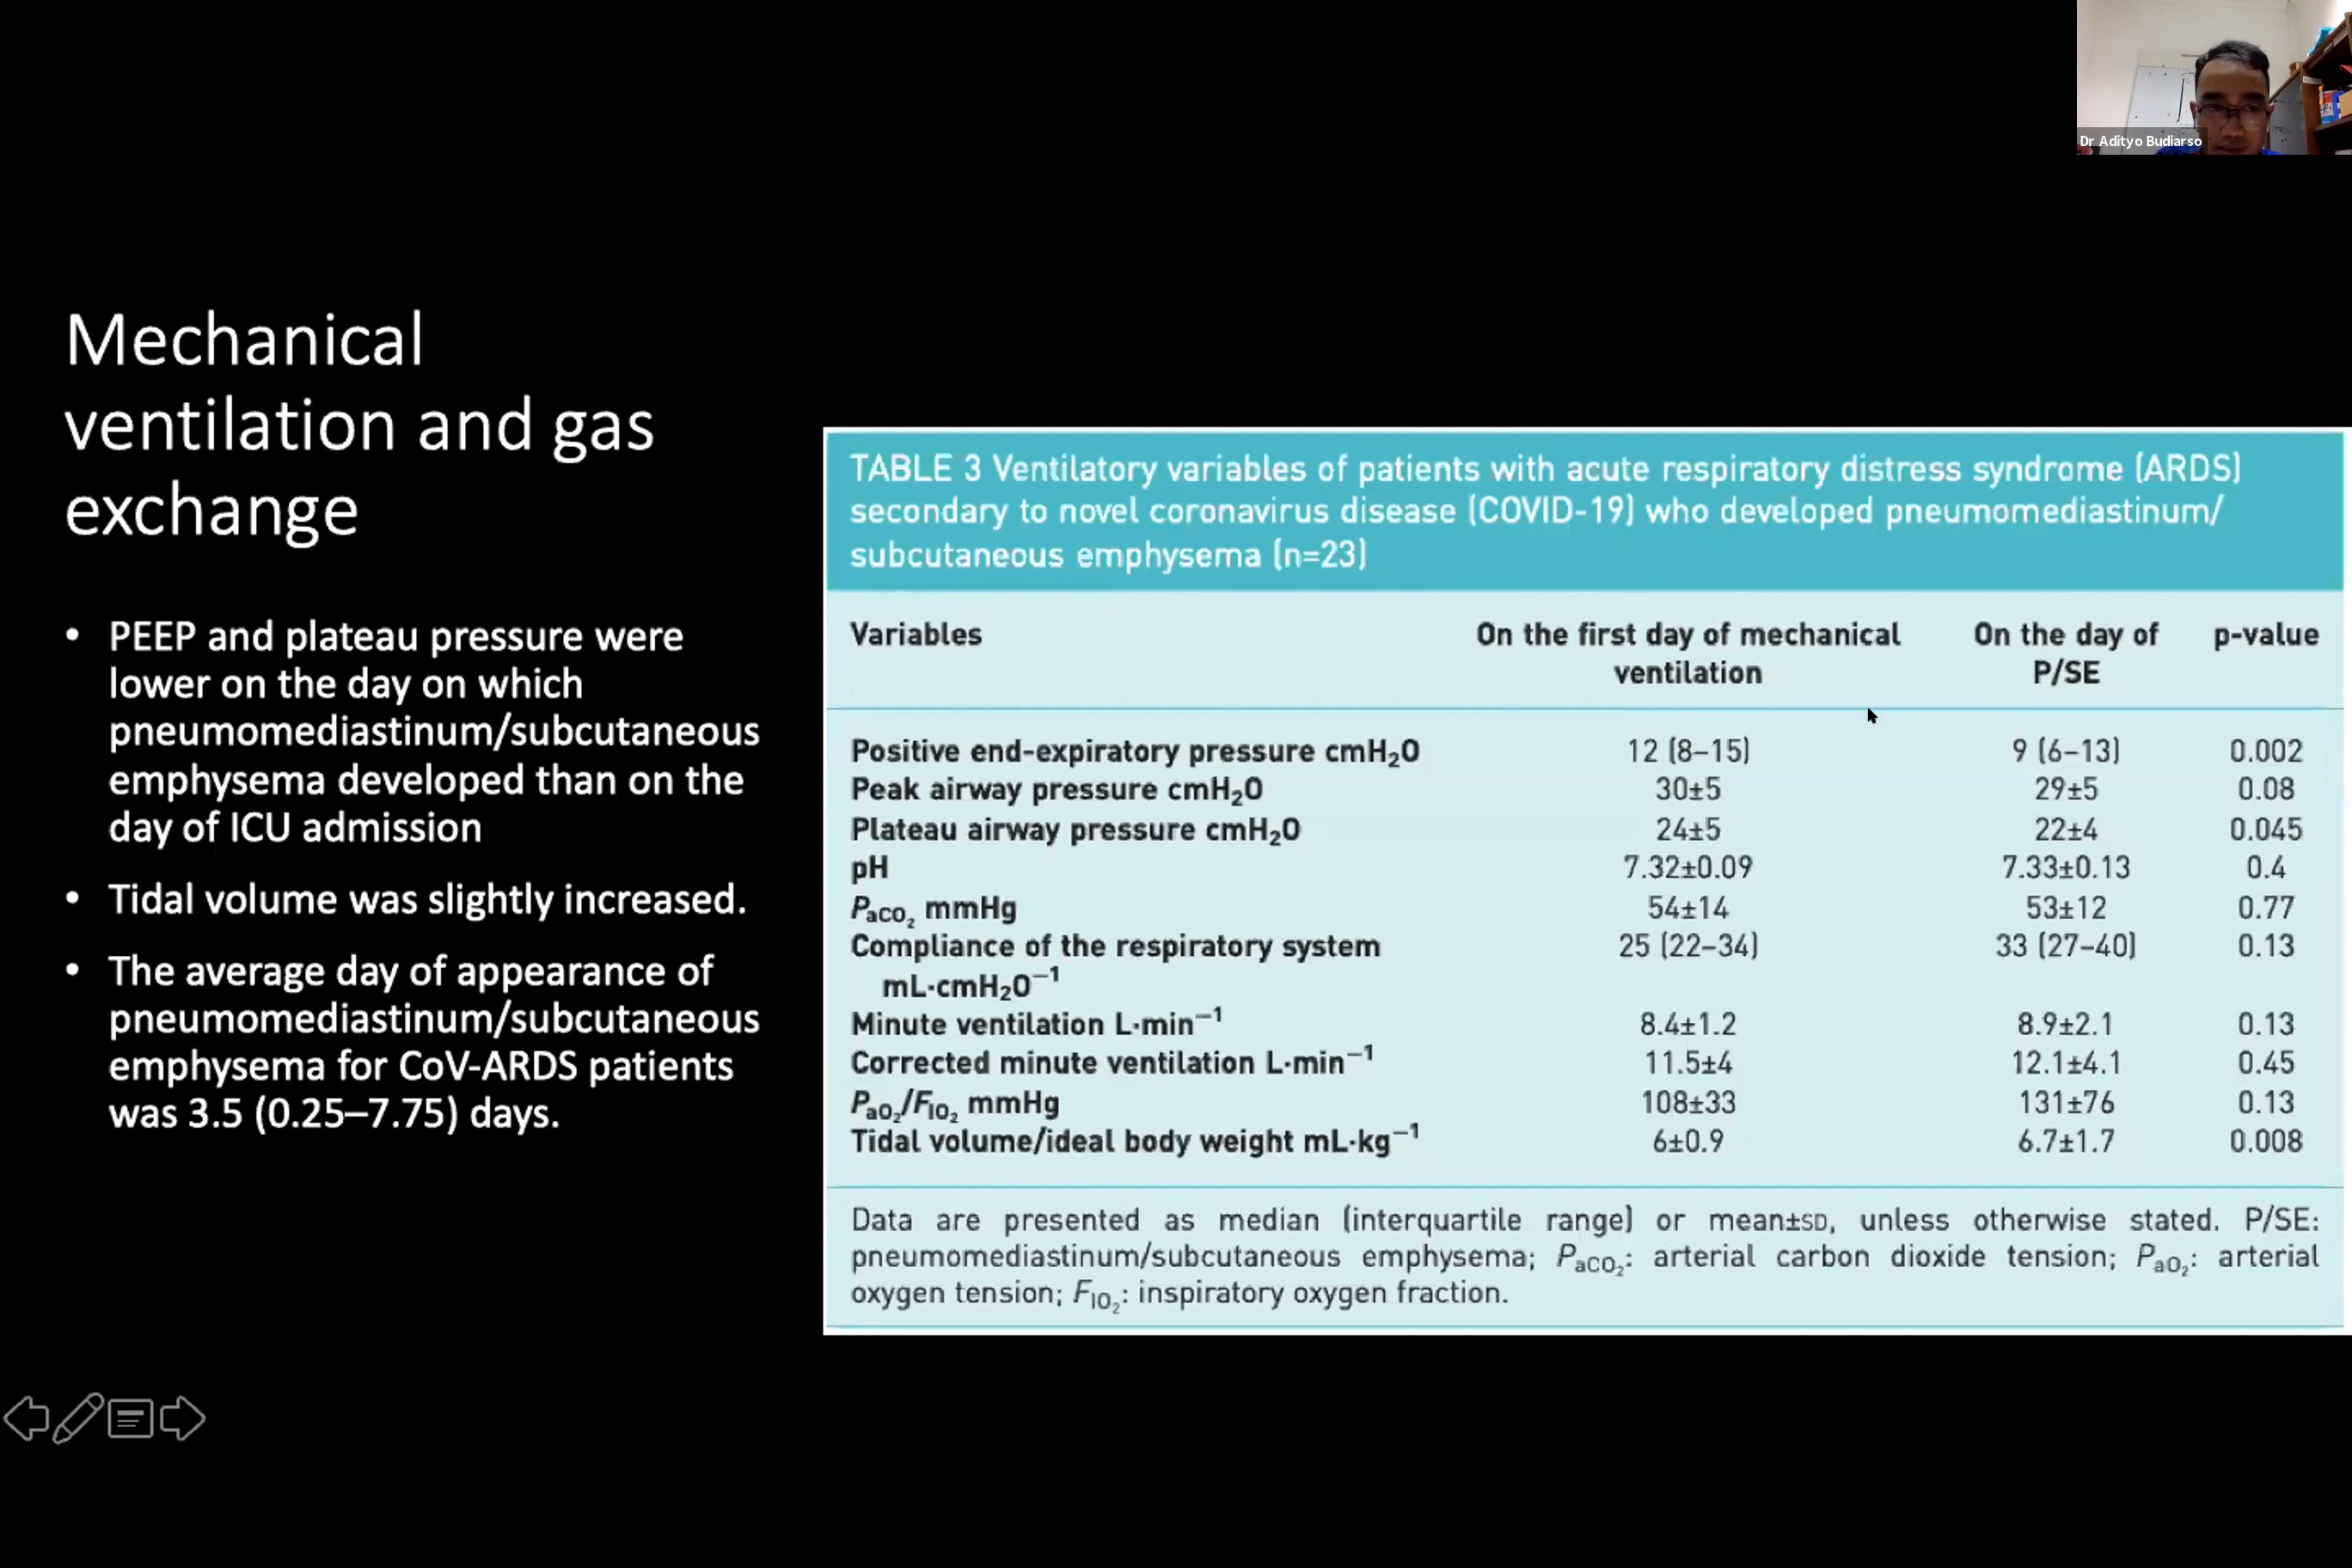 Dr Adityo Budiarso
Mechanical
ventilation and gas
exchange
• PEEP and plateau pressure were
lower on the day on which
pneumomediastinum/subcutaneous
emphysema developed than on the
day of ICU admission
• Tidal volume was slightly increased.
• The average day of appearance of
pneumomediastinum/subcutaneous
emphysema for CoV-ARDS patients
was 3.5 (0.25–7.75) days.
TABLE 3 Ventilatory variables of patients with acute respiratory distress syndrome (ARDS)
secondary to novel coronavirus disease (COVID-19) who developed pneumomediastinum/
subcutaneous emphysema (n=23)
Variables On the first day of mechanical ventilation On the day of P/SE p-value
Positive end-expiratory pressure cmH₂O 12 (8–15) 9 (6–13) 0.002
Peak airway pressure cmH₂O 30±5 29±5 0.08
Plateau airway pressure cmH₂O 24±5 22±4 0.045
pH 7.32±0.09 7.33±0.13 0.4
PaCO₂ mmHg 54±14 53±12 0.77
Compliance of the respiratory system 25 (22–34) 33 (27–40) 0.13
mL·cmH₂O⁻¹
Minute ventilation L·min⁻¹ 8.4±1.2 8.9±2.1 0.13
Corrected minute ventilation L·min⁻¹ 11.5±4 12.1±4.1 0.45
PaO₂/FIO₂ mmHg 108±33 131±76 0.13
Tidal volume/ideal body weight mL·kg⁻¹ 6±0.9 6.7±1.7 0.008
Data are presented as median (interquartile range) or mean±SD, unless otherwise stated. P/SE:
pneumomediastinum/subcutaneous emphysema; PaCO₂: arterial carbon dioxide tension; PaO₂: arterial
oxygen tension; FIO₂: inspiratory oxygen fraction.